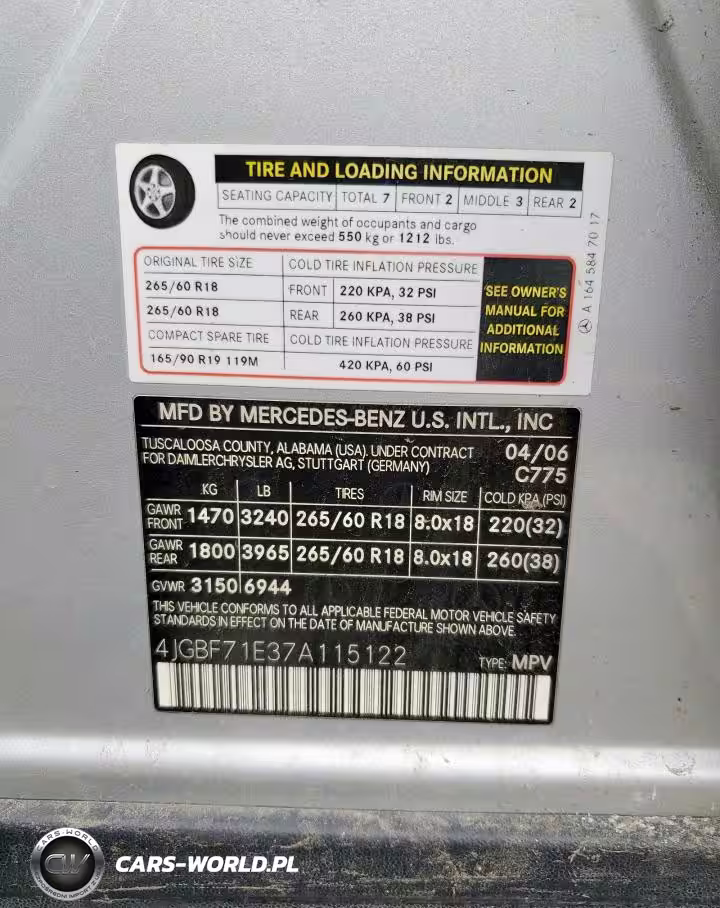 TIRE AND LOADING INFORMATION
SEATING CAPACITY TOTAL 7 FRONT 2 MIDDLE 3 REAR 2
The combined weight of occupants and cargo
should never exceed 550 kg or 1212 lbs.
ORIGINAL TIRE SIZE COLD TIRE INFLATION PRESSURE
265/60 R18 FRONT 220 KPA, 32 PSI
265/60 R18 REAR 260 KPA, 38 PSI
COMPACT SPARE TIRE COLD TIRE INFLATION PRESSURE
165/90 R19 119M 420 KPA, 60 PSI
SEE OWNER'S
MANUAL FOR
ADDITIONAL
INFORMATION
A 164 584 70 17
MFD BY MERCEDES-BENZ U.S. INTL., INC
TUSCALOOSA COUNTY, ALABAMA (USA). UNDER CONTRACT
FOR DAIMLERCHRYSLER AG, STUTTGART (GERMANY)
04/06
C775
KG LB TIRES RIM SIZE COLD KPA (PSI)
GAWR FRONT 1470 3240 265/60 R18 8.0x18 220(32)
GAWR REAR 1800 3965 265/60 R18 8.0x18 260(38)
GVWR 3150 6944
THIS VEHICLE CONFORMS TO ALL APPLICABLE FEDERAL MOTOR VEHICLE SAFETY
STANDARDS IN EFFECT ON THE DATE OF MANUFACTURE SHOWN ABOVE.
4JGBF71E37A115122
TYPE: MPV
CARS-WORLD
CARS-WORLD.PL